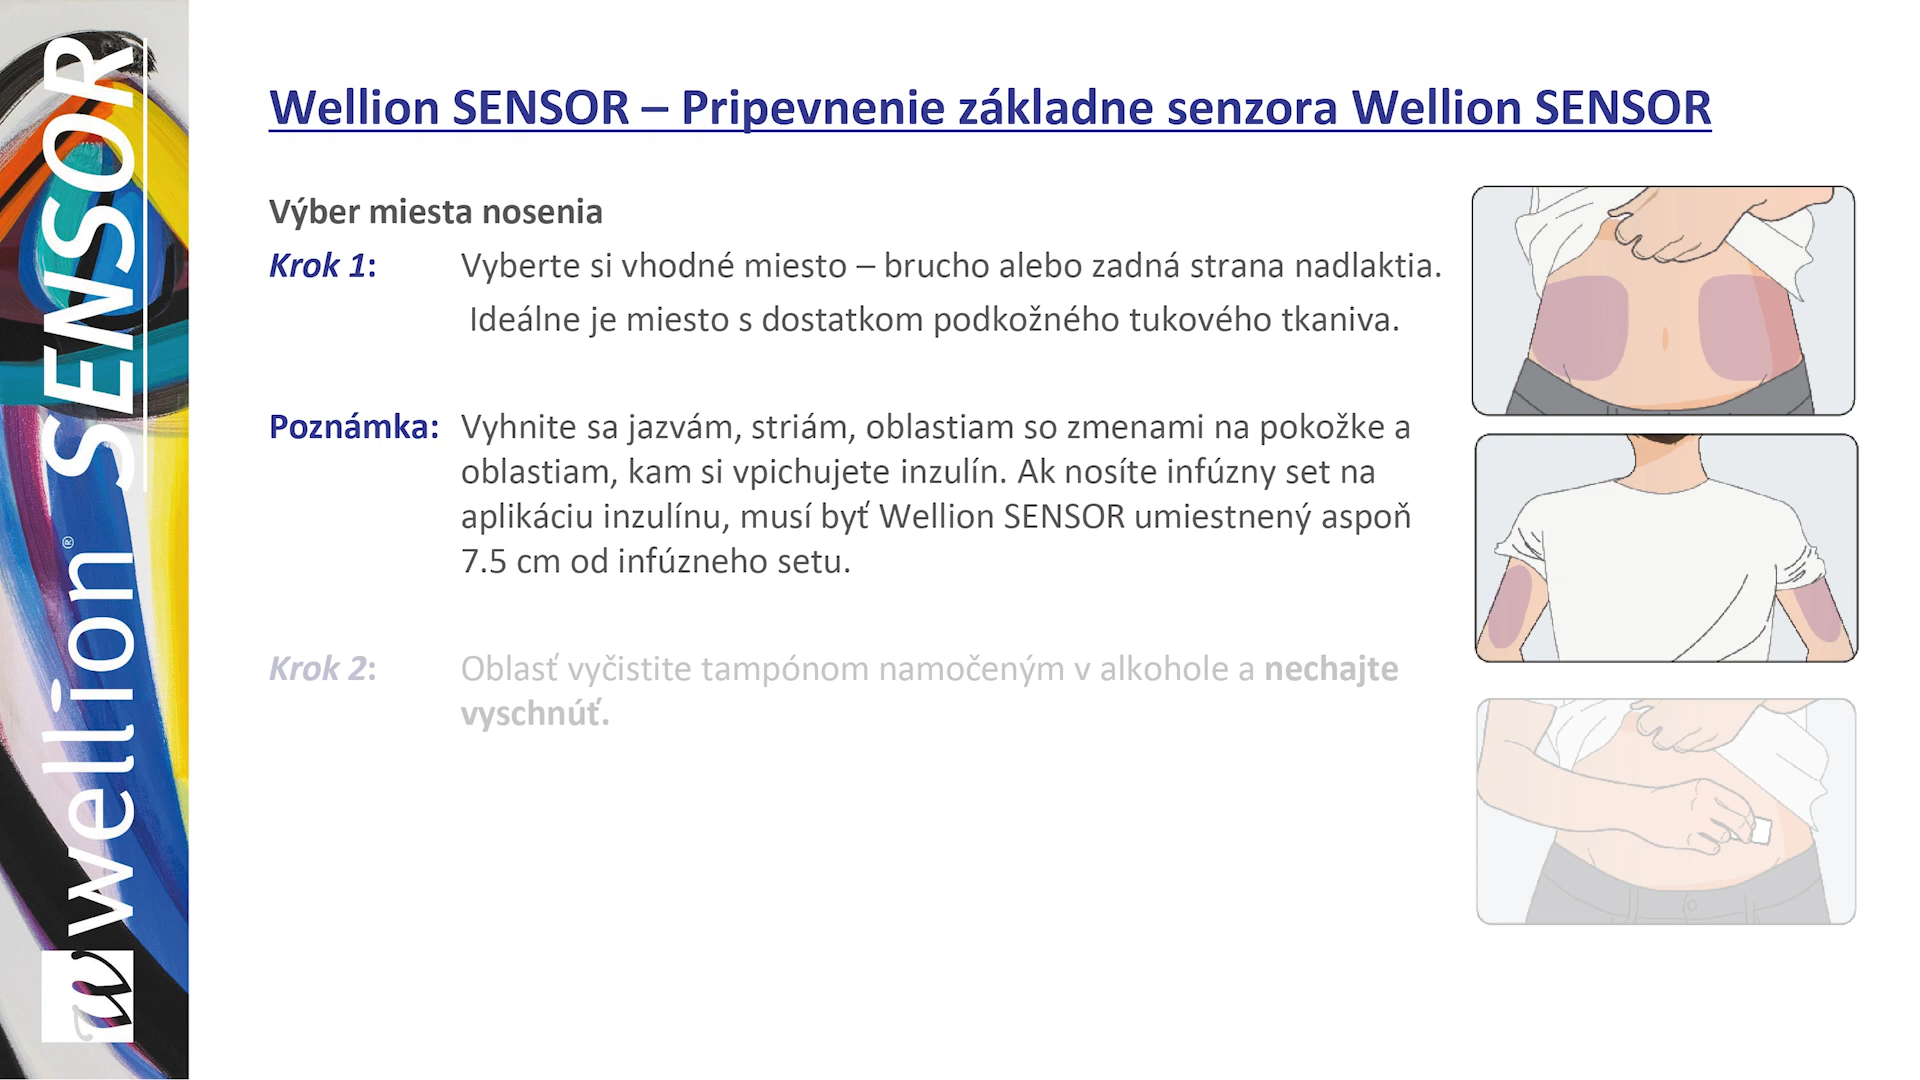 wellion® SENSOR
Wellion SENSOR – Pripevnenie základne senzora Wellion SENSOR
Výber miesta nosenia
Krok 1: Vyberte si vhodné miesto – brucho alebo zadná strana nadlaktia.
Ideálne je miesto s dostatkom podkožného tukového tkaniva.
Poznámka: Vyhnite sa jazvám, striám, oblastiam so zmenami na pokožke a
oblastiam, kam si vpichujete inzulín. Ak nosíte infúzny set na
aplikáciu inzulínu, musí byť Wellion SENSOR umiestnený aspoň
7.5 cm od infúzneho setu.
Krok 2: Oblasť vyčistite tampónom namočeným v alkohole a nechajte
vyschnúť.